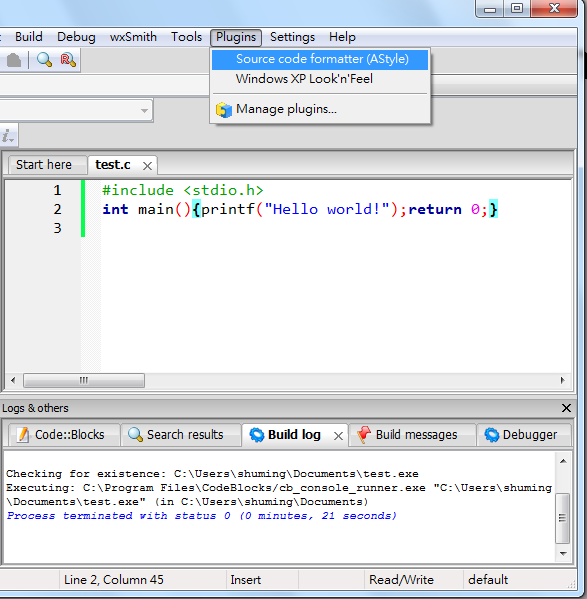 Build Debug wxSmith Tools Plugins Settings Help
Source code formatter (AStyle)
Windows XP Look'n'Feel
Manage plugins...
Start here test.c
1 #include <stdio.h>
2 int main(){printf("Hello world!");return 0;}
3
Logs & others
Code::Blocks Search results Build log Build messages Debugger
Checking for existence: C:\Users\shuming\Documents\test.exe
Executing: C:\Program Files\CodeBlocks/cb_console_runner.exe "C:\Users\shuming
\Documents\test.exe" (in C:\Users\shuming\Documents)
Process terminated with status 0 (0 minutes, 21 seconds)
Line 2, Column 45 Insert Read/Write default